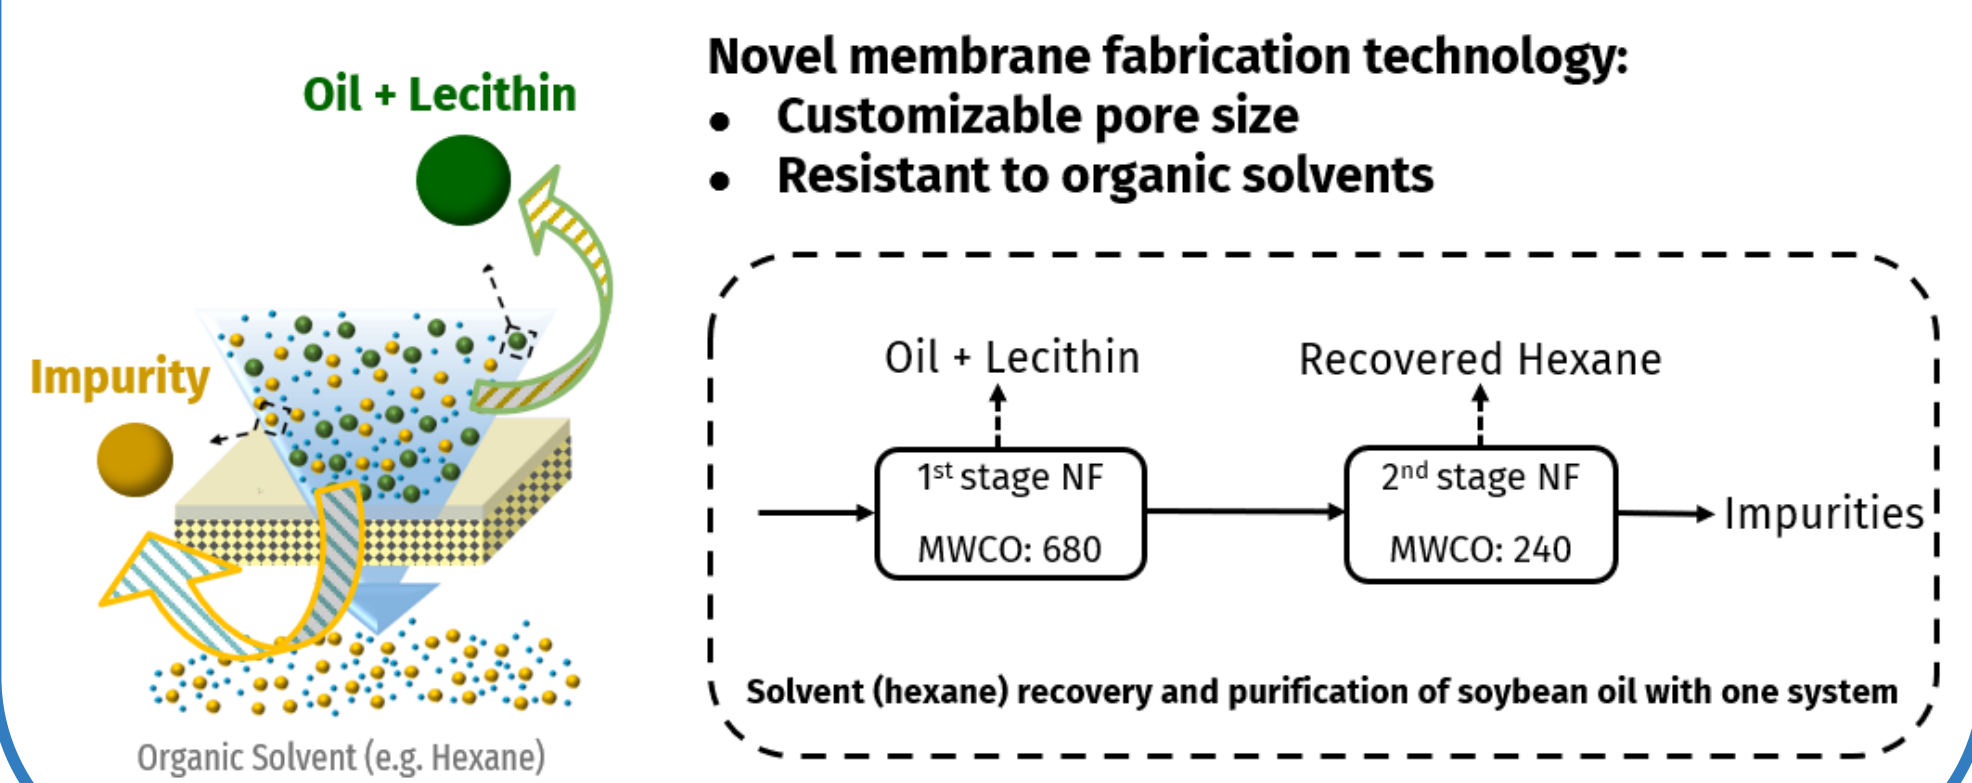 Oil + Lecithin
Impurity
Organic Solvent (e.g. Hexane)
Novel membrane fabrication technology:
• Customizable pore size
• Resistant to organic solvents
Oil + Lecithin
Recovered Hexane
1st stage NF
MWCO: 680
2nd stage NF
MWCO: 240
Impurities
Solvent (hexane) recovery and purification of soybean oil with one system